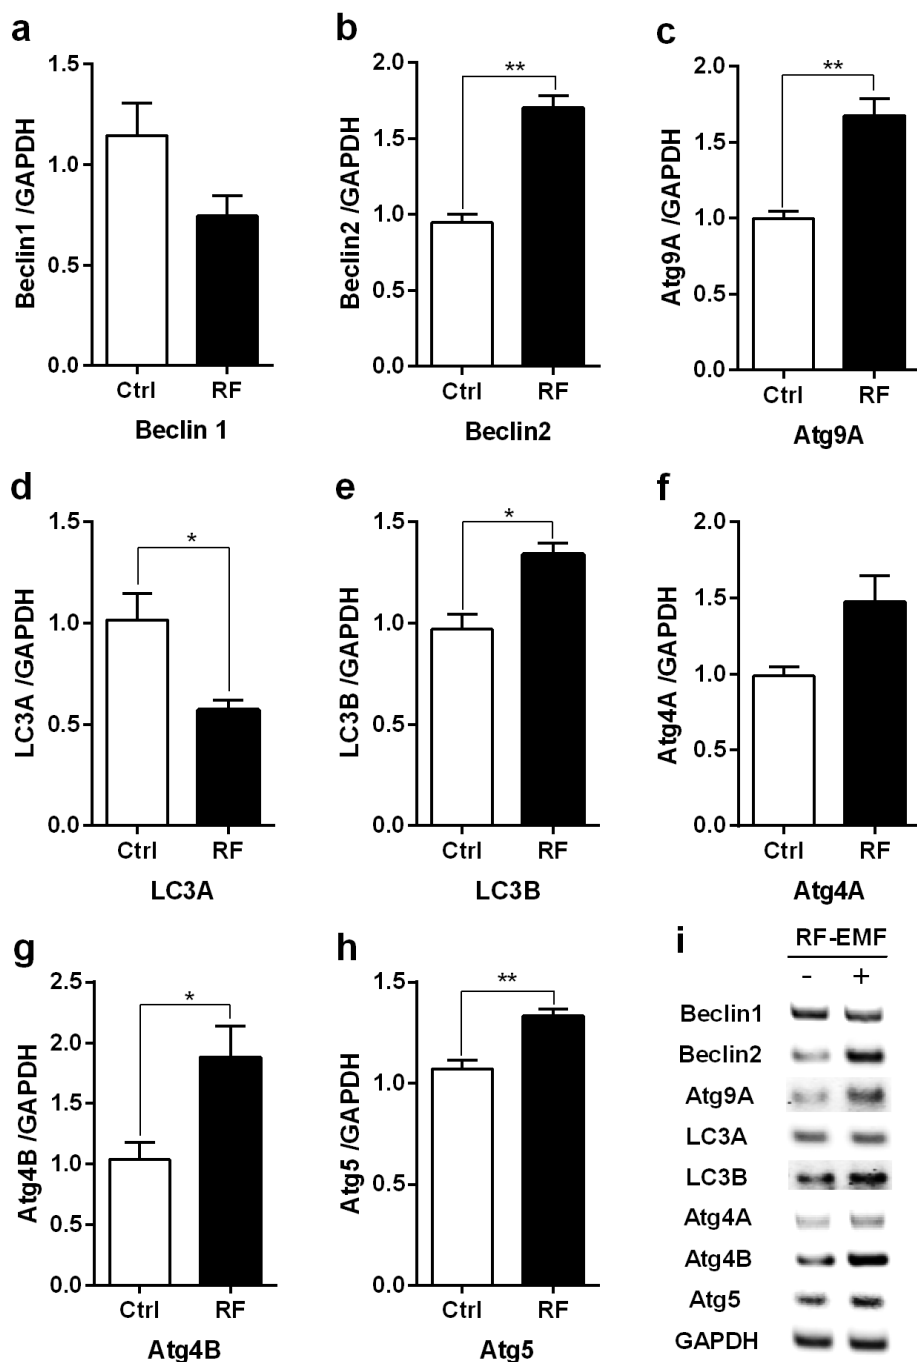 a
Beclin1 /GAPDH
1.5
1.0
0.5
0.0
Ctrl RF
Beclin 1
b
Beclin2 /GAPDH
2.0
1.5
1.0
0.5
0.0
**
Ctrl RF
Beclin2
c
Atg9A /GAPDH
2.0
1.5
1.0
0.5
0.0
**
Ctrl RF
Atg9A
d
LC3A /GAPDH
1.5
1.0
0.5
0.0
*
Ctrl RF
LC3A
e
LC3B /GAPDH
1.5
1.0
0.5
0.0
*
Ctrl RF
LC3B
f
Atg4A /GAPDH
2.0
1.5
1.0
0.5
0.0
Ctrl RF
Atg4A
g
Atg4B /GAPDH
2.5
2.0
1.5
1.0
0.5
0.0
*
Ctrl RF
Atg4B
h
Atg5 /GAPDH
1.5
1.0
0.5
0.0
**
Ctrl RF
Atg5
i
RF-EMF
- +
Beclin1
Beclin2
Atg9A
LC3A
LC3B
Atg4A
Atg4B
Atg5
GAPDH